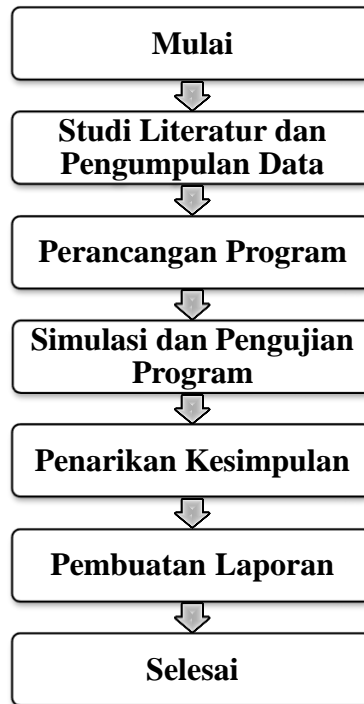 Mulai
Studi Literatur dan
Pengumpulan Data
Perancangan Program
Simulasi dan Pengujian
Program
Penarikan Kesimpulan
Pembuatan Laporan
Selesai